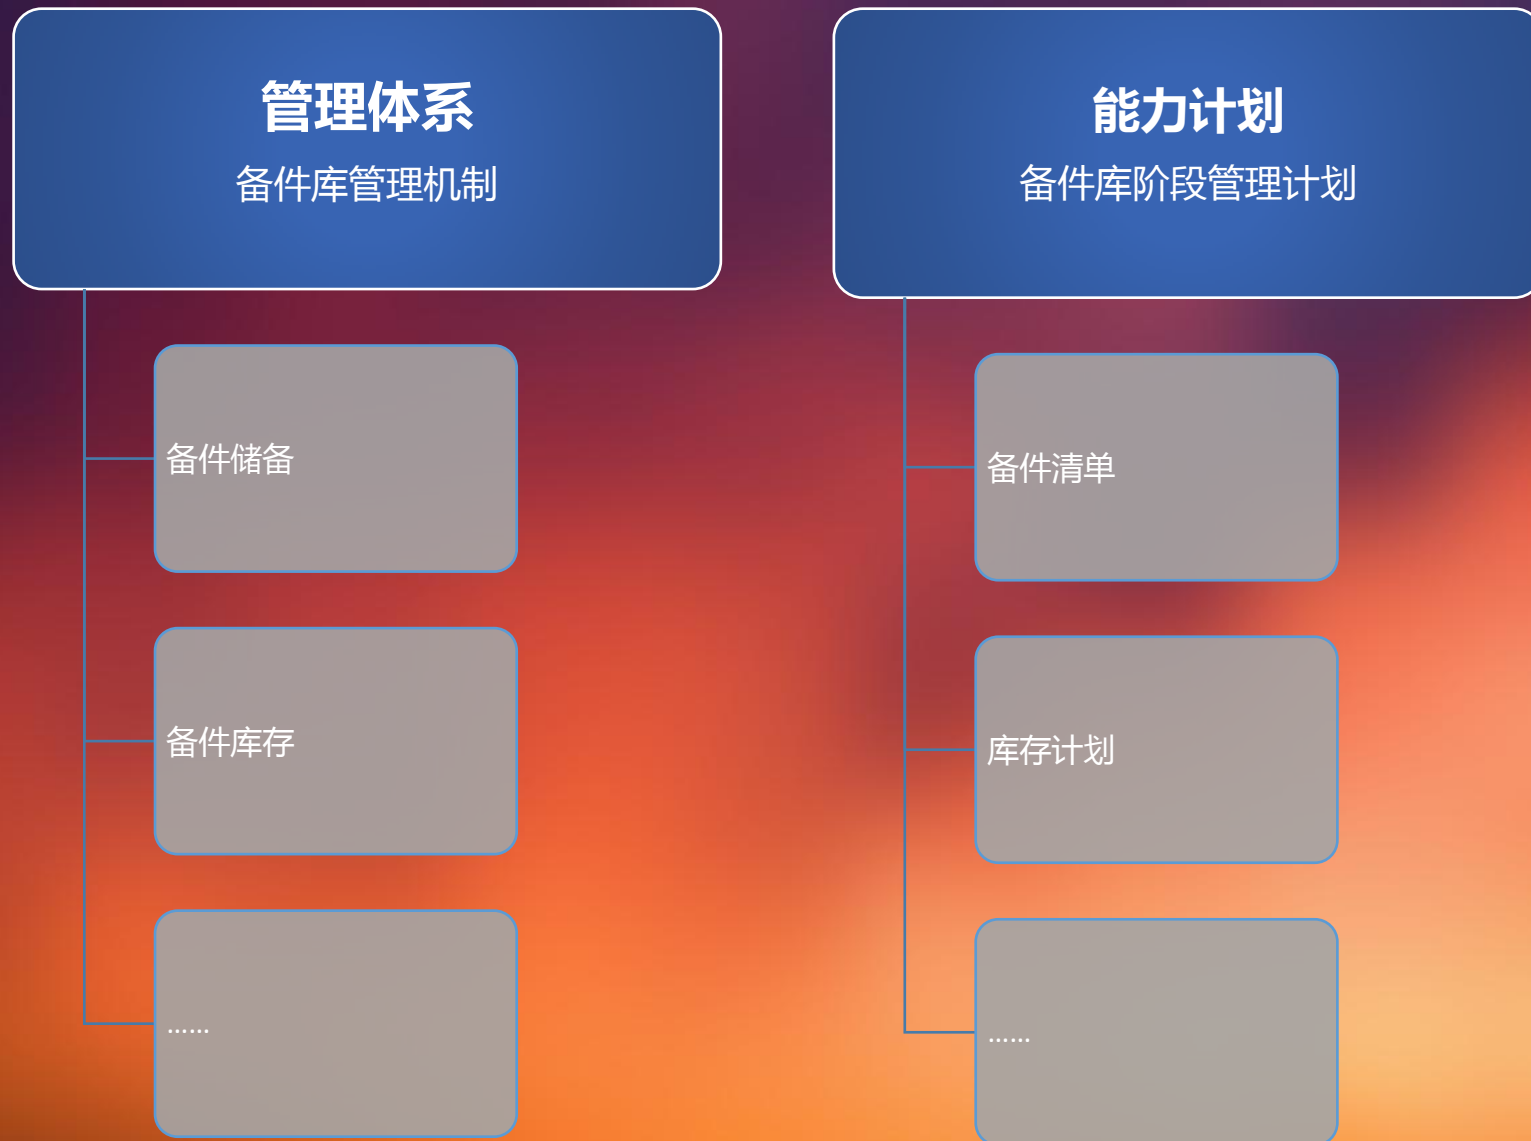 管理体系
备件库管理机制
备件储备
备件库存
......
能力计划
备件库阶段管理计划
备件清单
库存计划
......